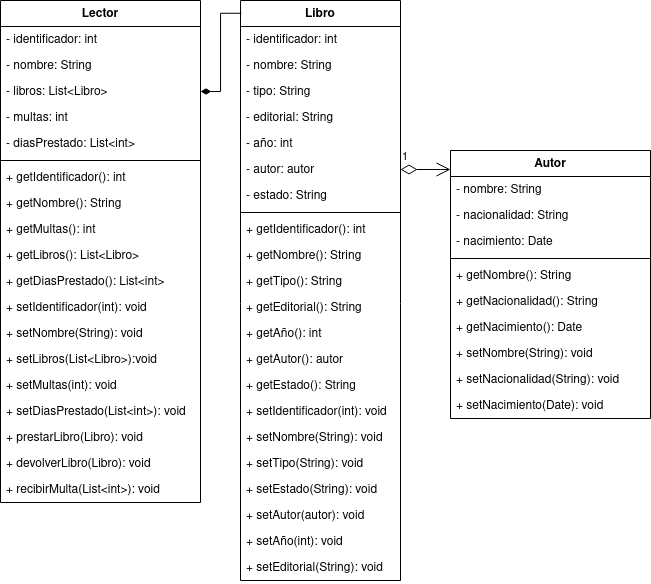 Lector
- identificador: int
- nombre: String
- libros: List<Libro>
- multas: int
- diasPrestado: List<int>
+ getIdentificador(): int
+ getNombre(): String
+ getMultas(): int
+ getLibros(): List<Libro>
+ getDiasPrestado(): List<int>
+ setIdentificador(int): void
+ setNombre(String): void
+ setLibros(List<Libro>):void
+ setMultas(int): void
+ setDiasPrestado(List<int>): void
+ prestarLibro(Libro): void
+ devolverLibro(Libro): void
+ recibirMulta(List<int>): void
Libro
- identificador: int
- nombre: String
- tipo: String
- editorial: String
- año: int
- autor: autor
- estado: String
+ getIdentificador(): int
+ getNombre(): String
+ getTipo(): String
+ getEditorial(): String
+ getAño(): int
+ getAutor(): autor
+ getEstado(): String
+ setIdentificador(int): void
+ setNombre(String): void
+ setTipo(String): void
+ setEstado(String): void
+ setAutor(autor): void
+ setAño(int): void
+ setEditorial(String): void
1
Autor
- nombre: String
- nacionalidad: String
- nacimiento: Date
+ getNombre(): String
+ getNacionalidad(): String
+ getNacimiento(): Date
+ setNombre(String): void
+ setNacionalidad(String): void
+ setNacimiento(Date): void